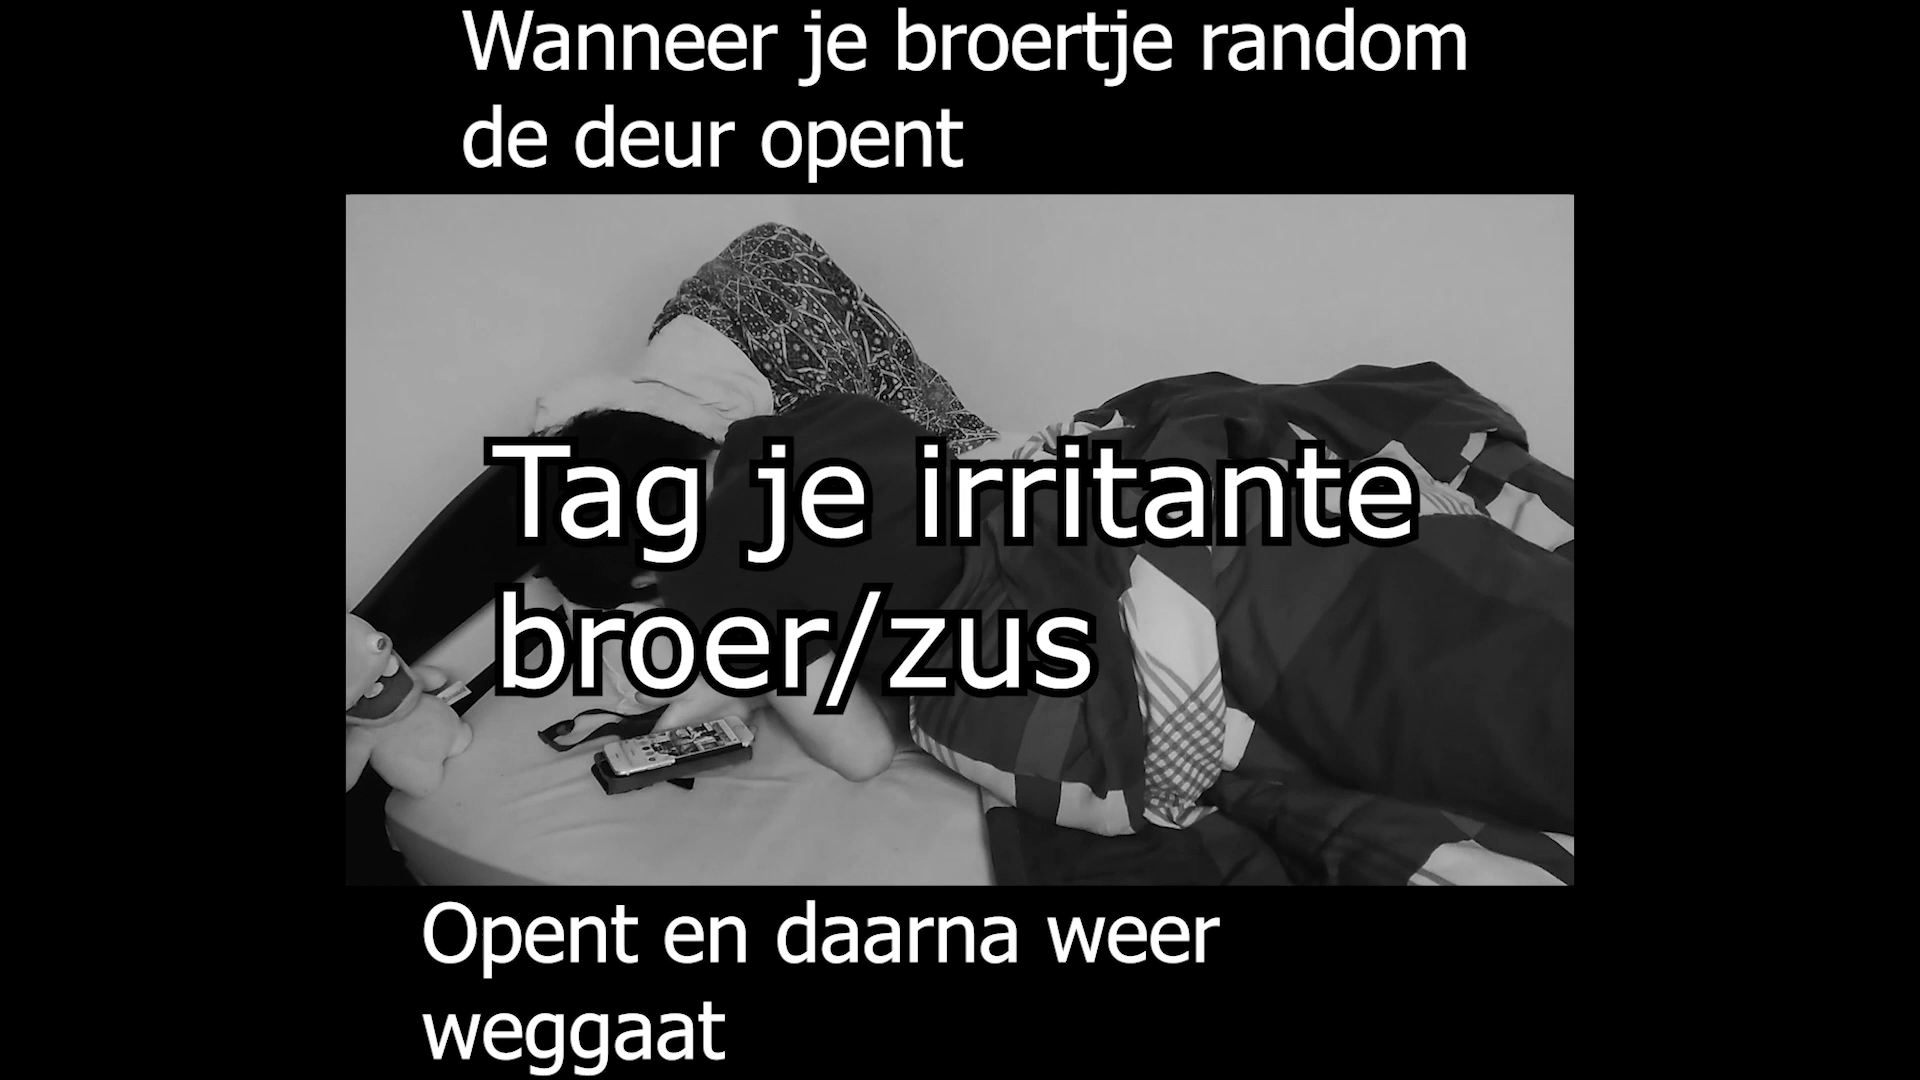 Wanneer je broertje random
de deur opent
Tag je irritante
broer/zus
Opent en daarna weer
weggaat